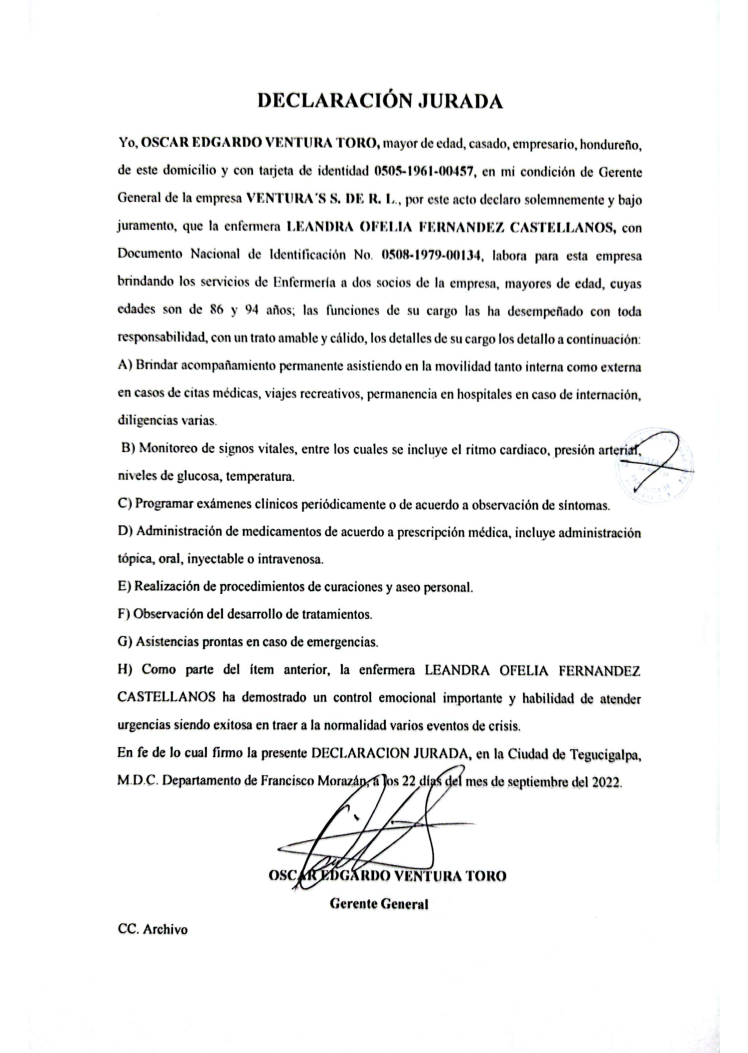 DECLARACIÓN JURADA
Yo, OSCAR EDGARDO VENTURA TORO, mayor de edad, casado, empresario, hondureño,
de este domicilio y con tarjeta de identidad 0505-1961-00457, en mi condición de Gerente
General de la empresa VENTURA'S S. DE R. L., por este acto declaro solemnemente y bajo
juramento, que la enfermera LEANDRA OFELIA FERNANDEZ CASTELLANOS, con
Documento Nacional de Identificación No. 0508-1979-00134, labora para esta empresa
brindando los servicios de Enfermería a dos socios de la empresa, mayores de edad, cuyas
edades son de 86 y 94 años; las funciones de su cargo las ha desempeñado con toda
responsabilidad, con un trato amable y cálido, los detalles de su cargo los detallo a continuación:
A) Brindar acompañamiento permanente asistiendo en la movilidad tanto interna como externa
en casos de citas médicas, viajes recreativos, permanencia en hospitales en caso de internación,
diligencias varias.
B) Monitoreo de signos vitales, entre los cuales se incluye el ritmo cardiaco, presión arterial,
niveles de glucosa, temperatura.
C) Programar exámenes clínicos periódicamente o de acuerdo a observación de síntomas.
D) Administración de medicamentos de acuerdo a prescripción médica, incluye administración
tópica, oral, inyectable o intravenosa.
E) Realización de procedimientos de curaciones y aseo personal.
F) Observación del desarrollo de tratamientos.
G) Asistencias prontas en caso de emergencias.
H) Como parte del ítem anterior, la enfermera LEANDRA OFELIA FERNANDEZ
CASTELLANOS ha demostrado un control emocional importante y habilidad de atender
urgencias siendo exitosa en traer a la normalidad varios eventos de crisis.
En fe de lo cual firmo la presente DECLARACION JURADA, en la Ciudad de Tegucigalpa,
M.D.C. Departamento de Francisco Morazán, a los 22 días del mes de septiembre del 2022.
OSCAR EDGARDO VENTURA TORO
Gerente General
CC. Archivo